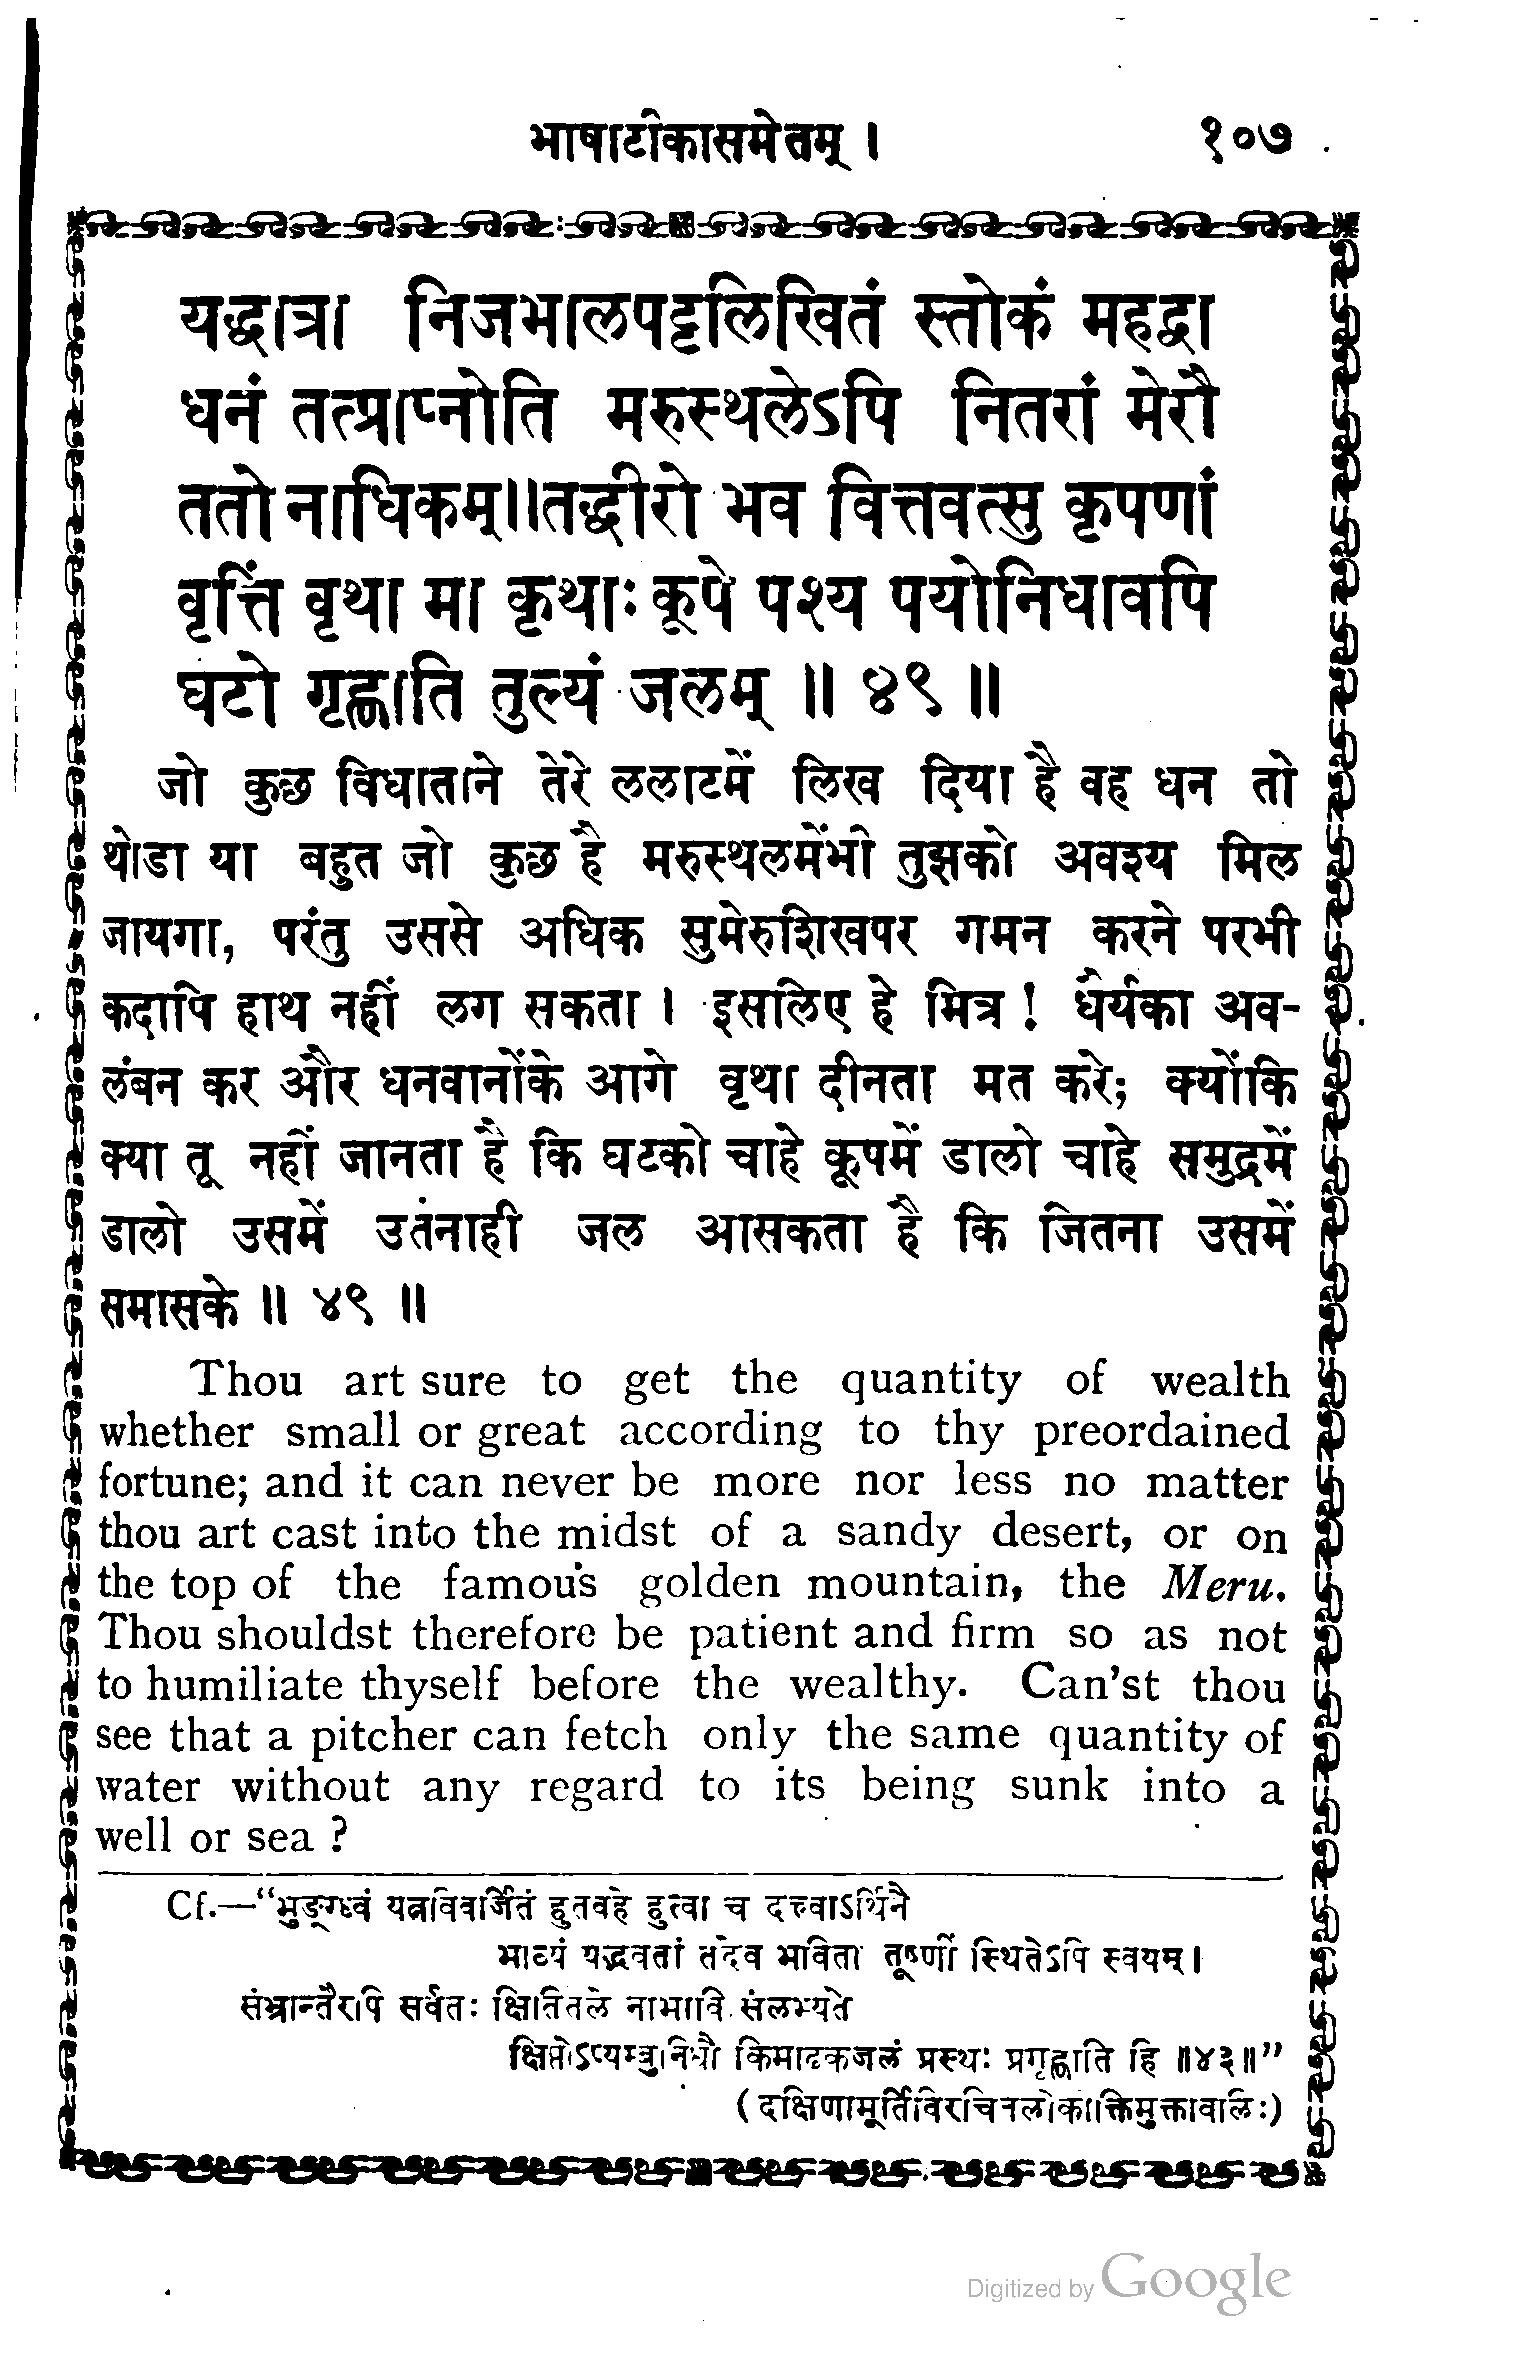 भाषाटीकासमेतम् । १०७
यद्धात्रा निजभालपट्टलिखितं स्तोकं महद्वा
धनं तत्प्राप्नोति मरुस्थलेऽपि नितरां मेरौ
ततो नाधिकम्॥तद्धीरो भव वित्तवत्सु कृपणां
वृत्तिं वृथा मा कृथाः कूपे पश्य पयोनिधावपि
घटो गृह्णाति तुल्यं जलम् ॥ ४९ ॥
जो कुछ विधाताने तेरे ललाटमें लिख दिया है वह धन तो
थोडा या बहुत जो कुछ है मरुस्थलमेंभी तुझको अवश्य मिल
जायगा, परंतु उससे अधिक सुमेरुशिखपर गमन करने परभी
कदापि हाथ नहीं लग सकता । इसलिए हे मित्र ! धैर्यका अव-
लंबन कर और धनवानोंके आगे वृथा दीनता मत करे; क्योंकि
क्या तू नहीं जानता है कि घटको चाहे कूपमें डालो चाहे समुद्रमें
डालो उसमें उतनाही जल आसकता है कि जितना उसमें
समासके ॥ ४९ ॥
Thou art sure to get the quantity of wealth
whether small or great according to thy preordained
fortune; and it can never be more nor less no matter
thou art cast into the midst of a sandy desert, or on
the top of the famous golden mountain, the Meru.
Thou shouldst therefore be patient and firm so as not
to humiliate thyself before the wealthy. Can'st thou
see that a pitcher can fetch only the same quantity of
water without any regard to its being sunk into a
well or sea ?
Cf.—“भुङ्ग्ध्वं यत्नविवर्जितं हुतवहे हुत्वा च दत्त्वाऽर्थिनै
भाव्यं यद्भवतां तदेव भाविता तूष्णीं स्थितेऽपि स्वयम् ।
संभ्रान्तैरपि सर्वतः क्षितितले नाभावि संलभ्यते
क्षिप्तोऽप्यम्बुनिधौ किमाढकजलं प्रस्थः प्रगृह्णाति हि ॥४३॥”
(दक्षिणामूर्तिविरचितलोकोक्तिमुक्तावलिः)
Digitized by Google